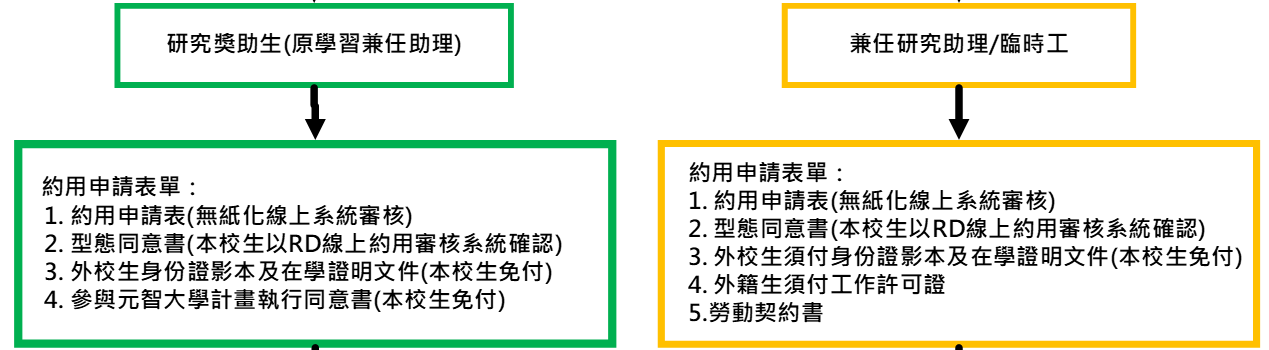 研究獎助生(原學習兼任助理)
兼任研究助理/臨時工
約用申請表單：
1. 約用申請表(無紙化線上系統審核)
2. 型態同意書(本校生以RD線上約用審核系統確認)
3. 外校生身份證影本及在學證明文件(本校生免付)
4. 參與元智大學計畫執行同意書(本校生免付)
約用申請表單：
1. 約用申請表(無紙化線上系統審核)
2. 型態同意書(本校生以RD線上約用審核系統確認)
3. 外校生須付身份證影本及在學證明文件(本校生免付)
4. 外籍生須付工作許可證
5.勞動契約書